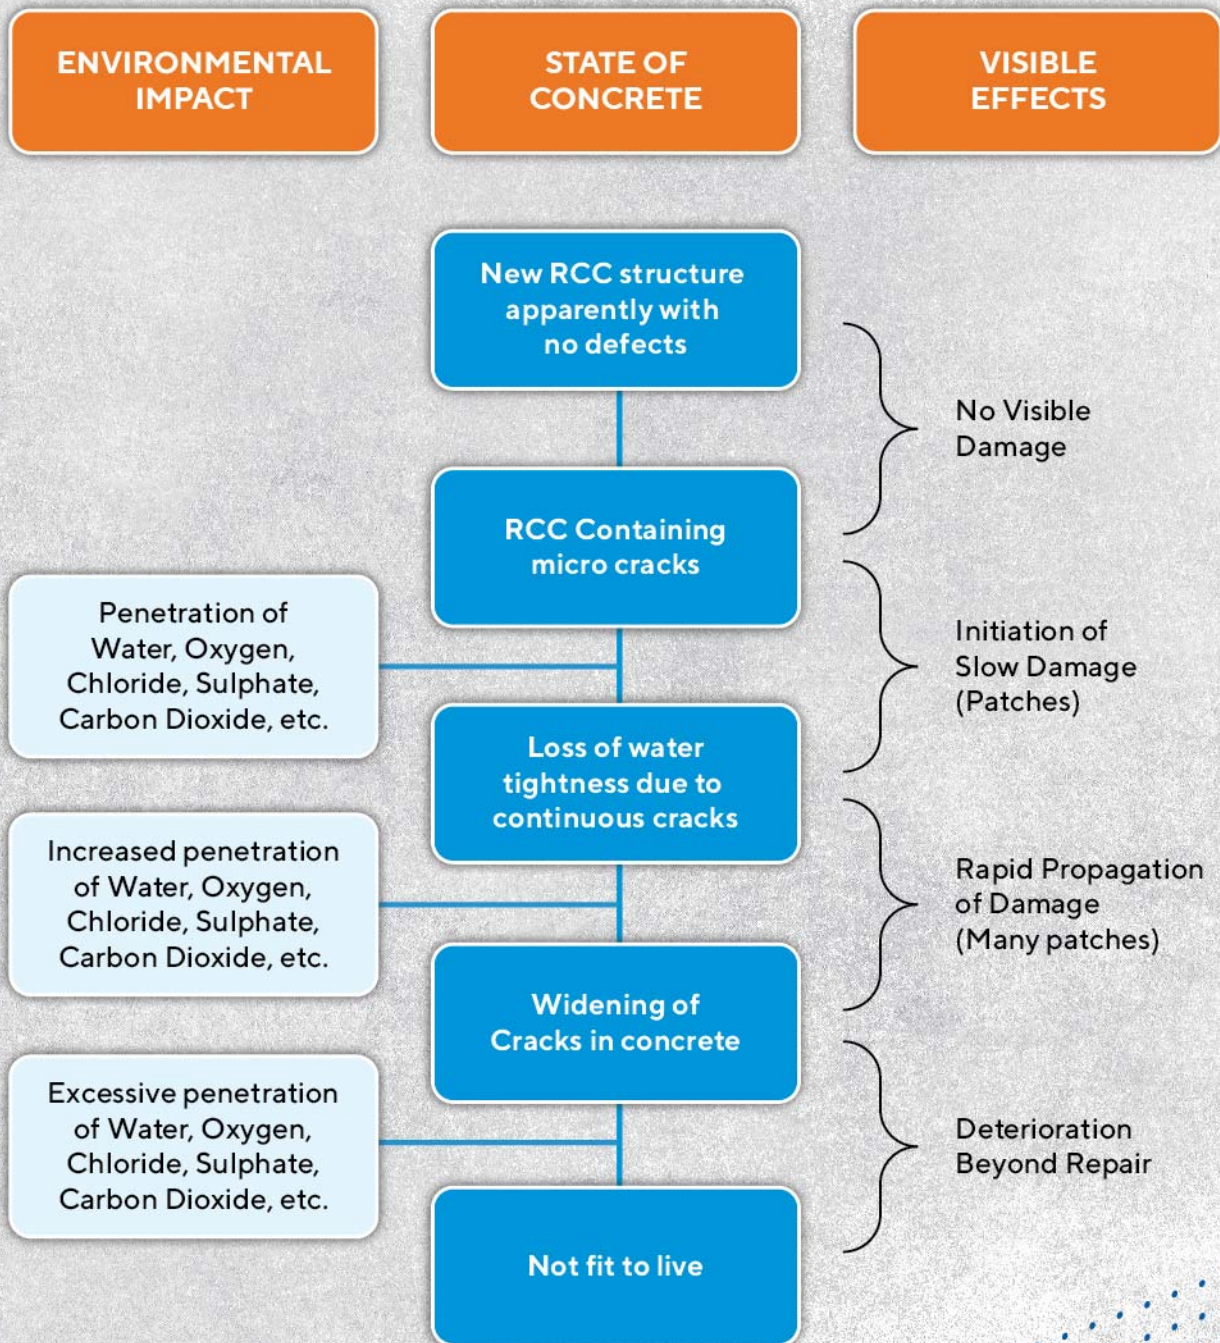 ENVIRONMENTAL
IMPACT
STATE OF
CONCRETE
VISIBLE
EFFECTS
New RCC structure
apparently with
no defects
No Visible
Damage
RCC Containing
micro cracks
Penetration of
Water, Oxygen,
Chloride, Sulphate,
Carbon Dioxide, etc.
Initiation of
Slow Damage
(Patches)
Loss of water
tightness due to
continuous cracks
Increased penetration
of Water, Oxygen,
Chloride, Sulphate,
Carbon Dioxide, etc.
Rapid Propagation
of Damage
(Many patches)
Widening of
Cracks in concrete
Excessive penetration
of Water, Oxygen,
Chloride, Sulphate,
Carbon Dioxide, etc.
Deterioration
Beyond Repair
Not fit to live